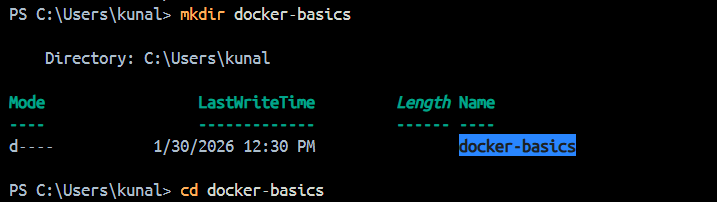 PS C:\Users\kunal> mkdir docker-basics
Directory: C:\Users\kunal
Mode LastWriteTime Length Name
---- ------------- ------ ----
d---- 1/30/2026 12:30 PM docker-basics
PS C:\Users\kunal> cd docker-basics